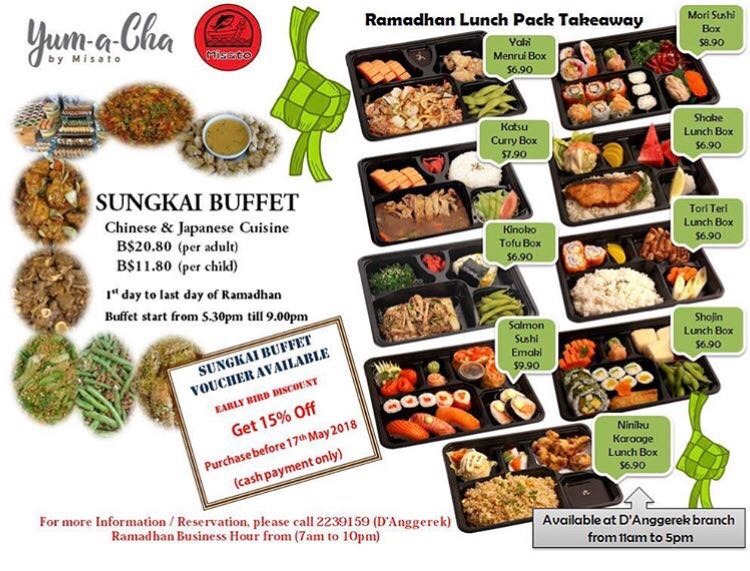 Yum-a-Cha
by Misato
Misato
SUNGKAI BUFFET
Chinese & Japanese Cuisine
B$20.80 (per adult)
B$11.80 (per child)
1st day to last day of Ramadhan
Buffet start from 5.30pm till 9.00pm
SUNGKAI BUFFET
VOUCHER AVAILABLE
EARLY BIRD DISCOUNT
Get 15% Off
Purchase before 17th May 2018
(cash payment only)
Ramadhan Lunch Pack Takeaway
Yaki
Menrui Box
$6.90
Mori Sushi
Box
$8.90
Katsu
Curry Box
$7.90
Shake
Lunch Box
$6.90
Kinoko
Tofu Box
$6.90
Tori Teri
Lunch Box
$6.90
Salmon
Sushi
Emaki
$9.90
Shojin
Lunch Box
$6.90
Niniku
Karaage
Lunch Box
$6.90
Available at D'Anggerek branch
from 11am to 5pm
For more Information / Reservation, please call 2239159 (D'Anggerek)
Ramadhan Business Hour from (7am to 10pm)